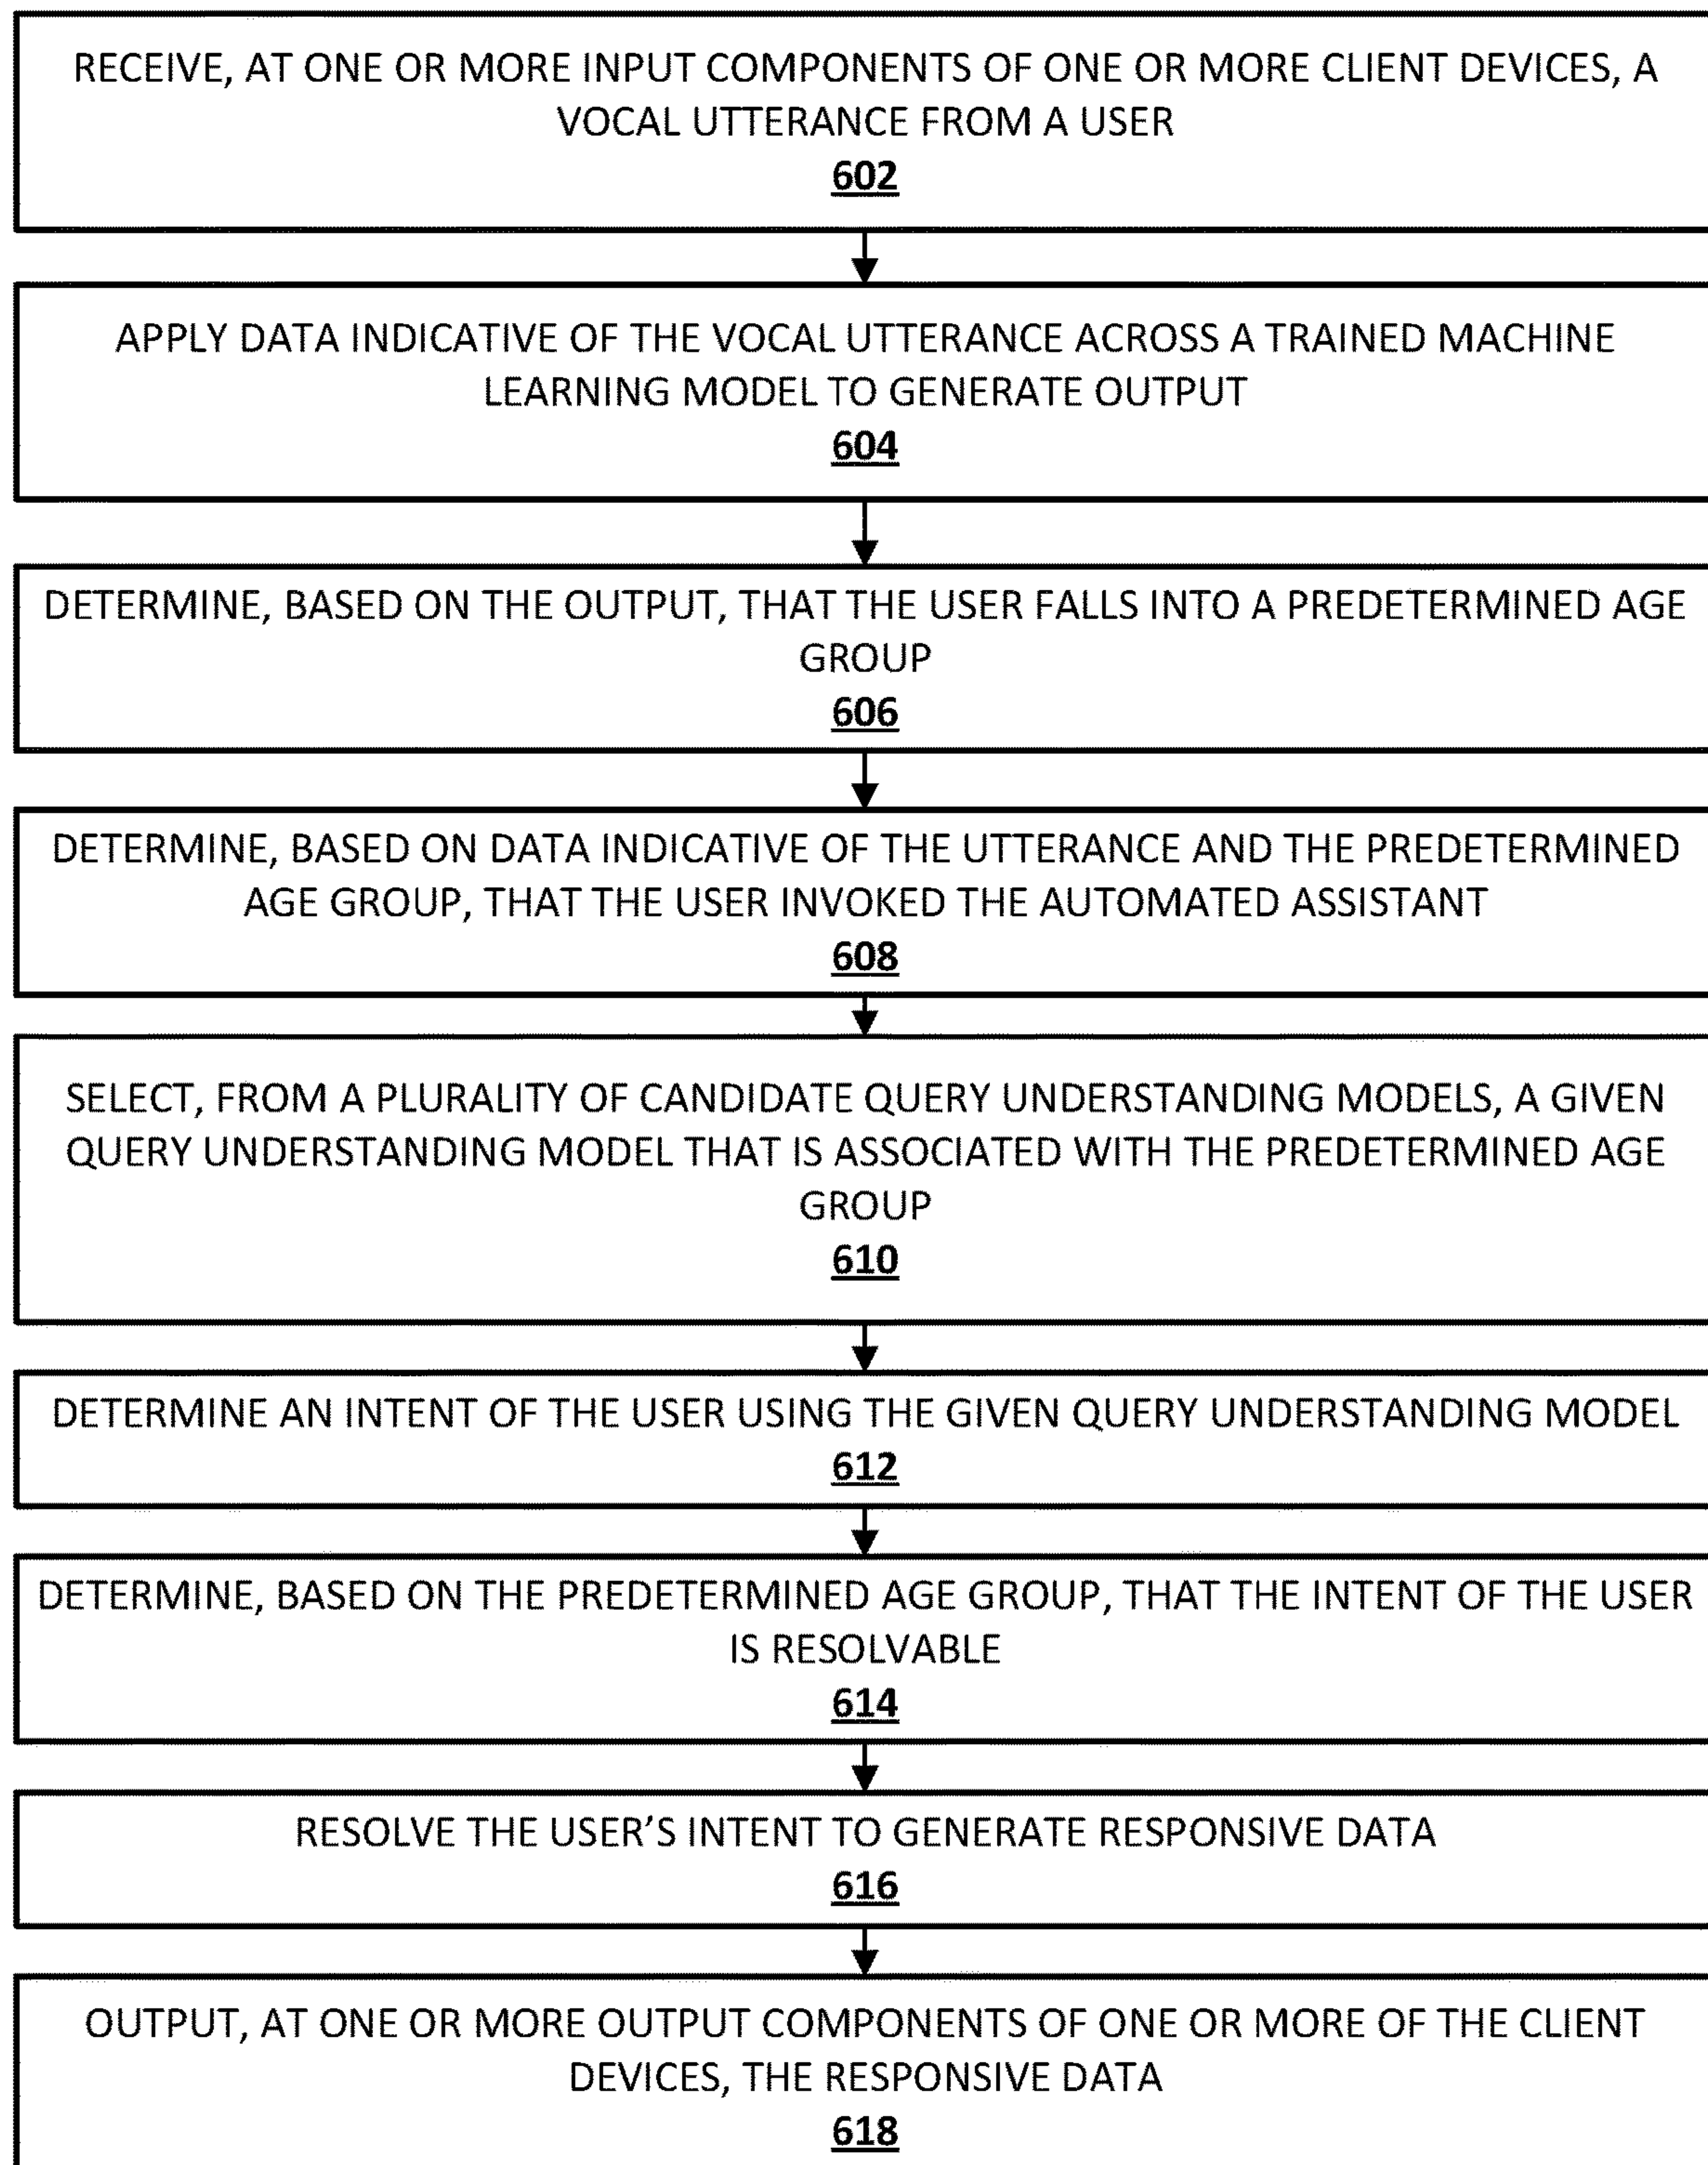 RECEIVE, AT ONE OR MORE INPUT COMPONENTS OF ONE OR MORE CLIENT DEVICES, A
VOCAL UTTERANCE FROM A USER
602
APPLY DATA INDICATIVE OF THE VOCAL UTTERANCE ACROSS A TRAINED MACHINE
LEARNING MODEL TO GENERATE OUTPUT
604
DETERMINE, BASED ON THE OUTPUT, THAT THE USER FALLS INTO A PREDETERMINED AGE
GROUP
606
DETERMINE, BASED ON DATA INDICATIVE OF THE UTTERANCE AND THE PREDETERMINED
AGE GROUP, THAT THE USER INVOKED THE AUTOMATED ASSISTANT
608
SELECT, FROM A PLURALITY OF CANDIDATE QUERY UNDERSTANDING MODELS, A GIVEN
QUERY UNDERSTANDING MODEL THAT IS ASSOCIATED WITH THE PREDETERMINED AGE
GROUP
610
DETERMINE AN INTENT OF THE USER USING THE GIVEN QUERY UNDERSTANDING MODEL
612
DETERMINE, BASED ON THE PREDETERMINED AGE GROUP, THAT THE INTENT OF THE USER
IS RESOLVABLE
614
RESOLVE THE USER'S INTENT TO GENERATE RESPONSIVE DATA
616
OUTPUT, AT ONE OR MORE OUTPUT COMPONENTS OF ONE OR MORE OF THE CLIENT
DEVICES, THE RESPONSIVE DATA
618